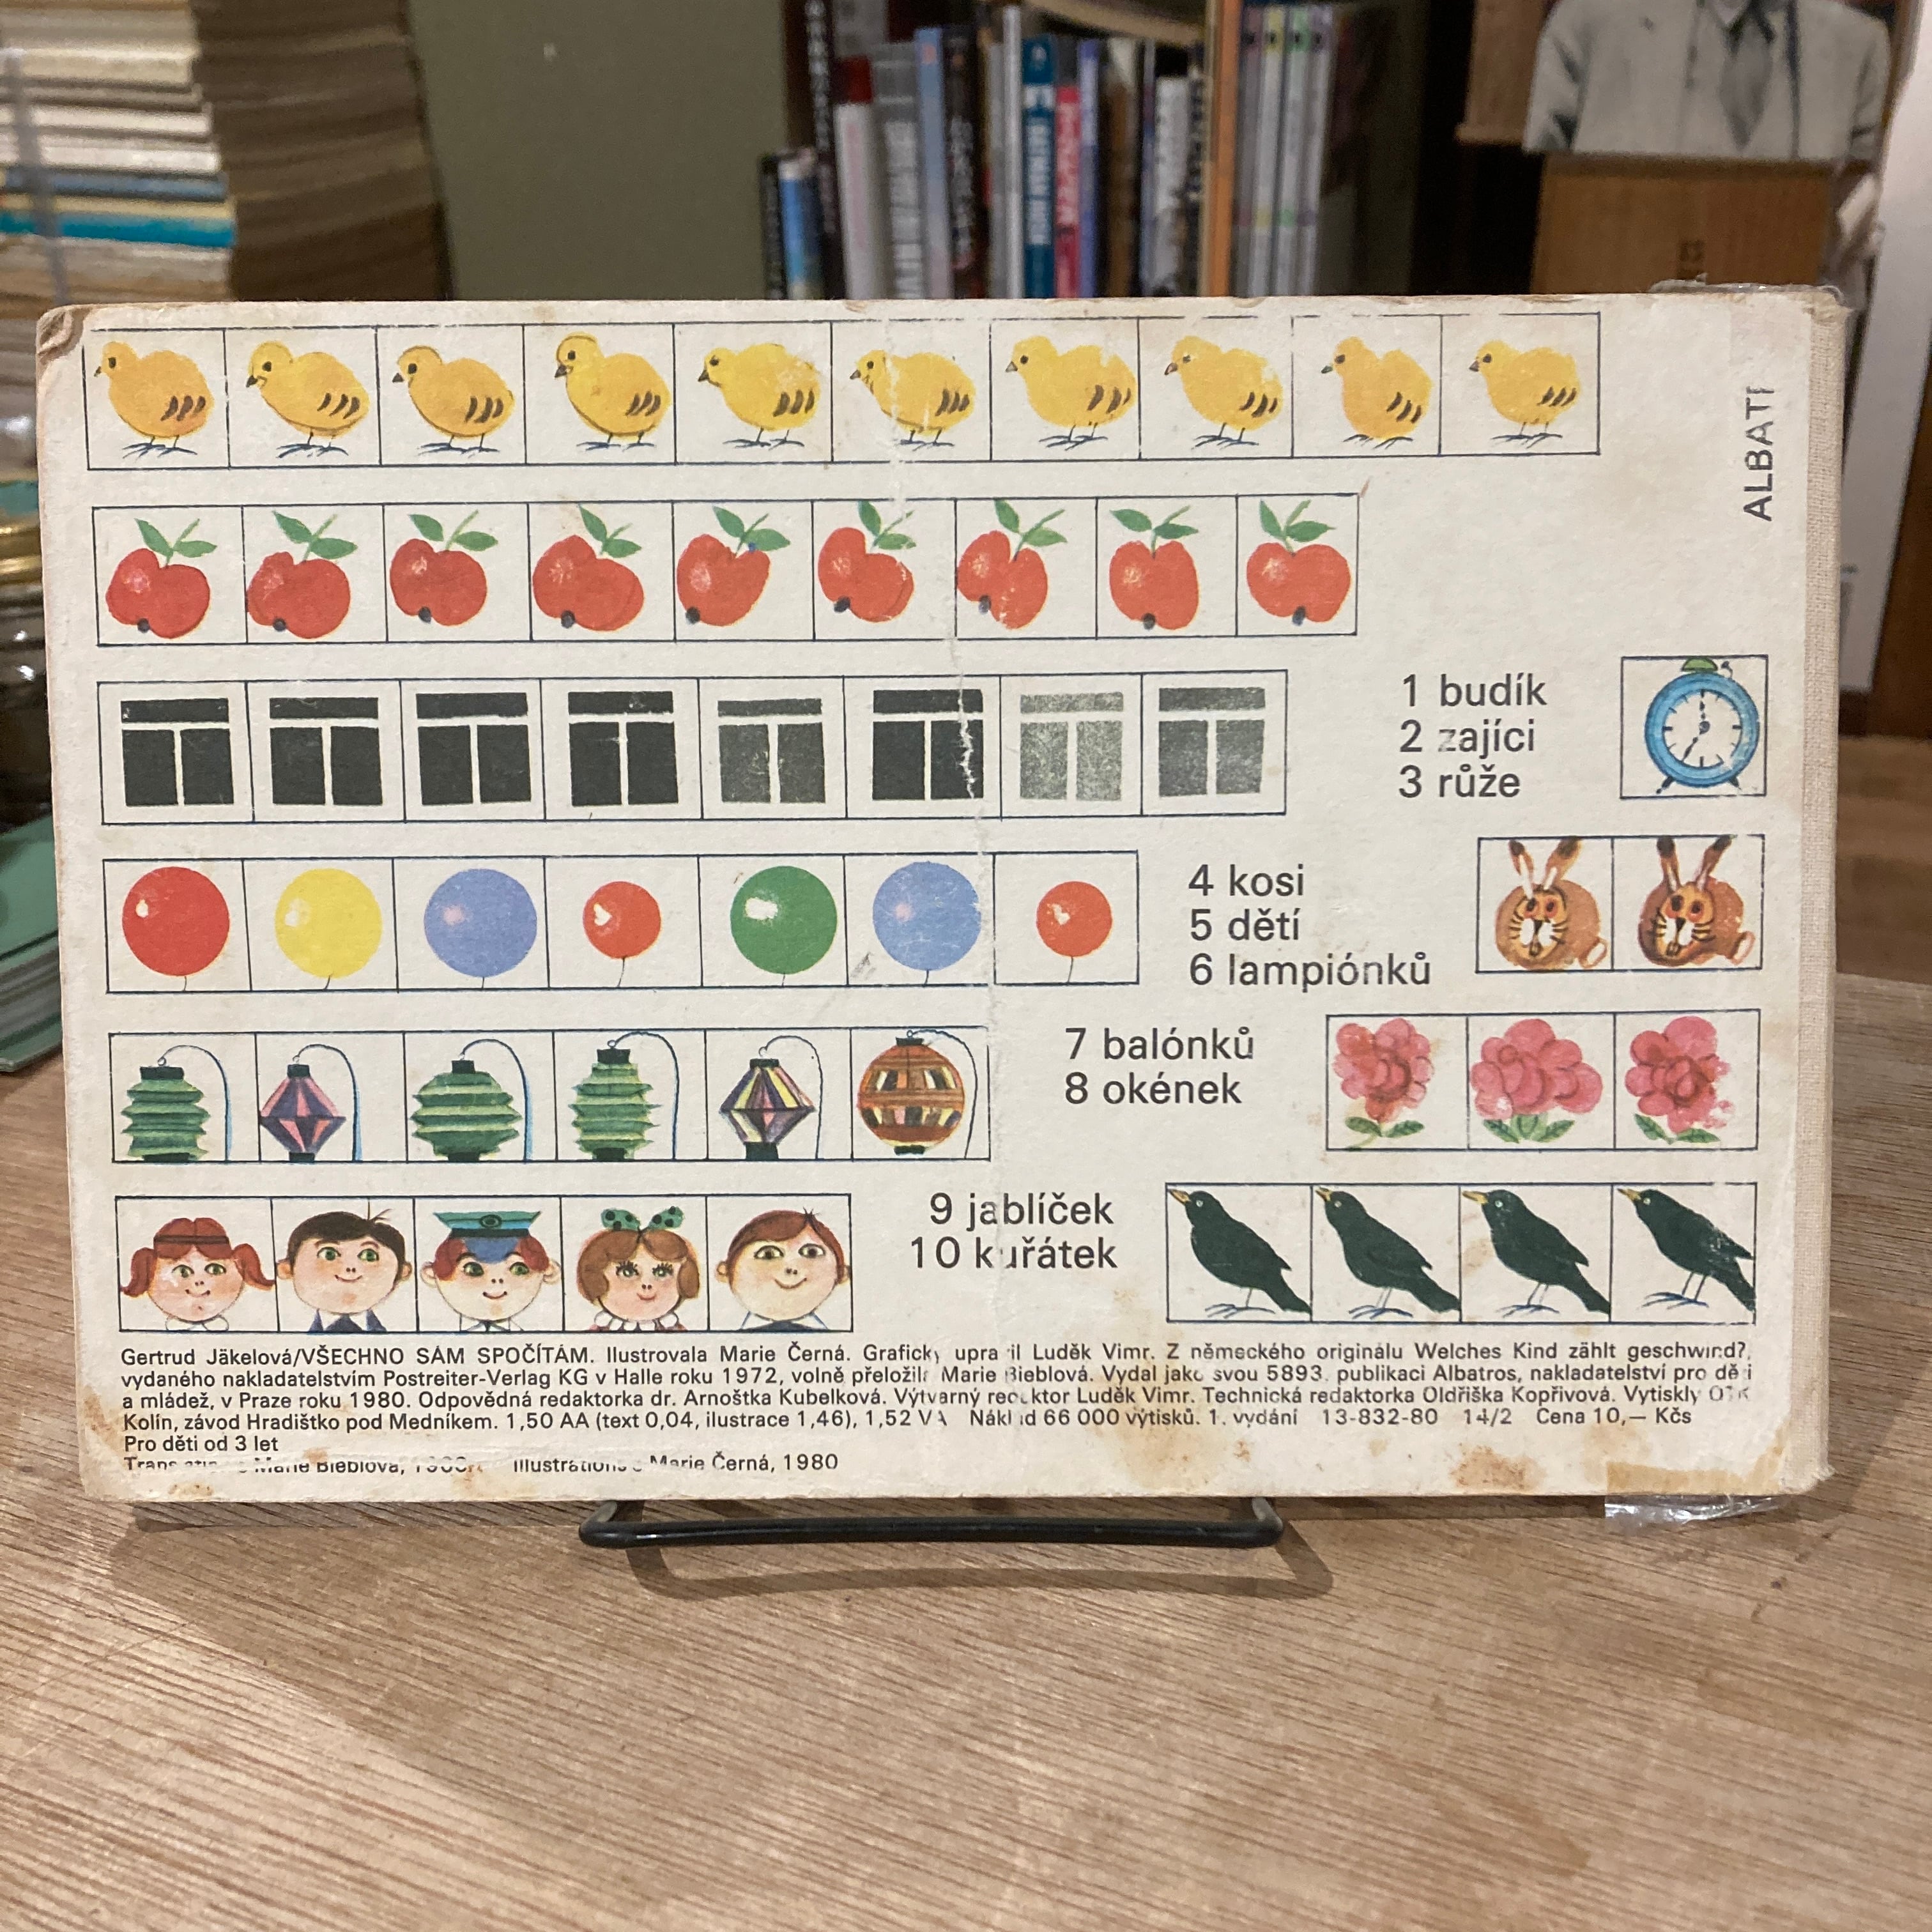 ALBATI
1 budík
2 zajíci
3 růže
4 kosi
5 dětí
6 lampiónků
7 balónků
8 okének
9 jablíček
10 kuřátek
Gertrud Jäkelová/VŠECHNO SÁM SPOČÍTÁM. Ilustrovala Marie Černá. Graficky upravil Luděk Vimr. Z německého originálu Welches Kind zählt geschwind?,
vydaného nakladatelstvím Postreiter-Verlag KG v Halle roku 1972, volně přeložila Marie Bieblová. Vydal jako svou 5893. publikaci Albatros, nakladatelství pro děti
a mládež, v Praze roku 1980. Odpovědná redaktorka dr. Arnoštka Kubelková. Výtvarný redaktor Luděk Vimr. Technická redaktorka Oldřiška Kopřivová. Vytiskly
Kolín, závod Hradištko pod Medníkem. 1,50 AA (text 0,04, ilustrace 1,46), 1,52 VA Náklad 66 000 výtisků. 1. vydání 13-832-80 14/2 Cena 10,— Kčs
Pro děti od 3 let
Marie Bieblová, Illustrations Marie Černá, 1980